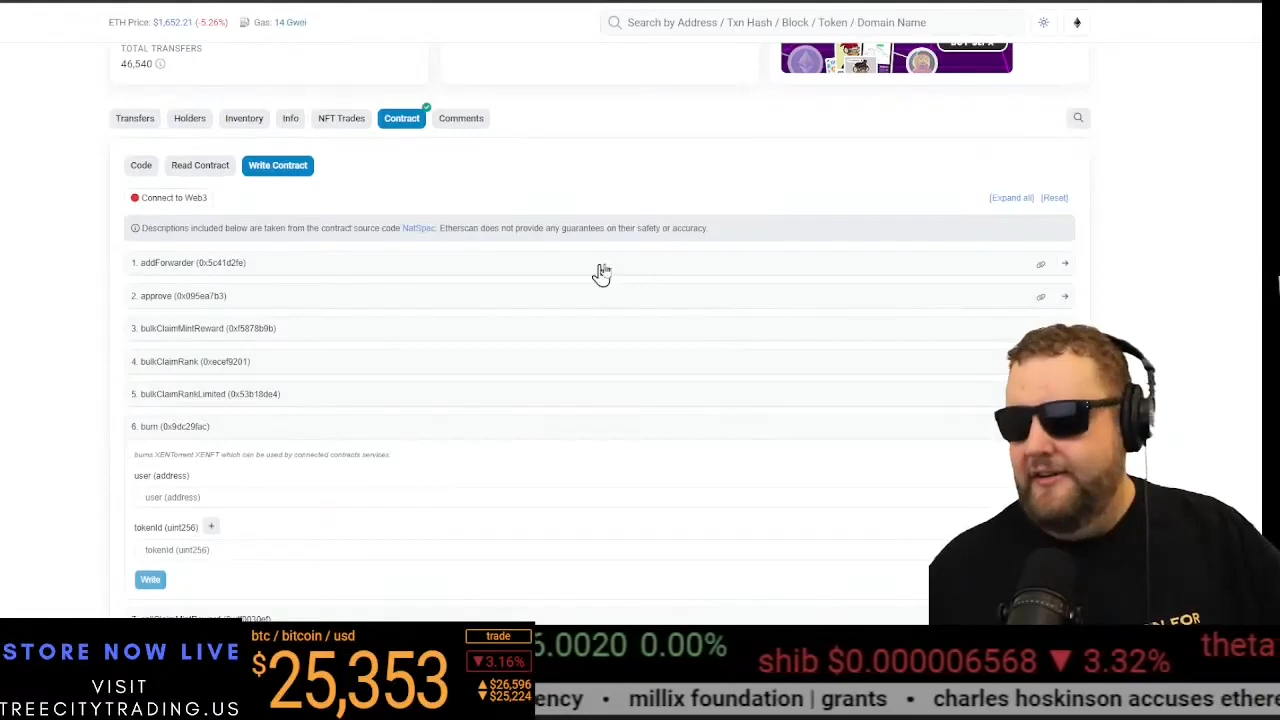 ETH Price: $1,652.21 (-5.26%) Gas: 14 Gwei
Search by Address / Txn Hash / Block / Token / Domain Name
TOTAL TRANSFERS
46,540
Transfers Holders Inventory Info NFT Trades Contract Comments
Code Read Contract Write Contract
Connect to Web3 [Expand all] [Reset]
Descriptions included below are taken from the contract source code NatSpec. Etherscan does not provide any guarantees on their safety or accuracy.
1. addForwarder (0x5c41d2fe)
2. approve (0x095ea7b3)
3. bulkClaimMintReward (0xf5878b9b)
4. bulkClaimRank (0xecef9201)
5. bulkClaimRankLimited (0x53b18de4)
6. burn (0x9dc29fac)
burns XENTorrent XENFT which can be used by connected contracts services
user (address)
user (address)
tokenId (uint256) +
tokenId (uint256)
Write
STORE NOW LIVE
VISIT
TREECITYTRADING.US
btc / bitcoin / usd trade
$25,353
▼3.16%
▲$26,596
▼$25,224
6.0020 0.00% shib $0.000006568 ▼ 3.32% theta
ency • millix foundation | grants • charles hoskinson accuses ether